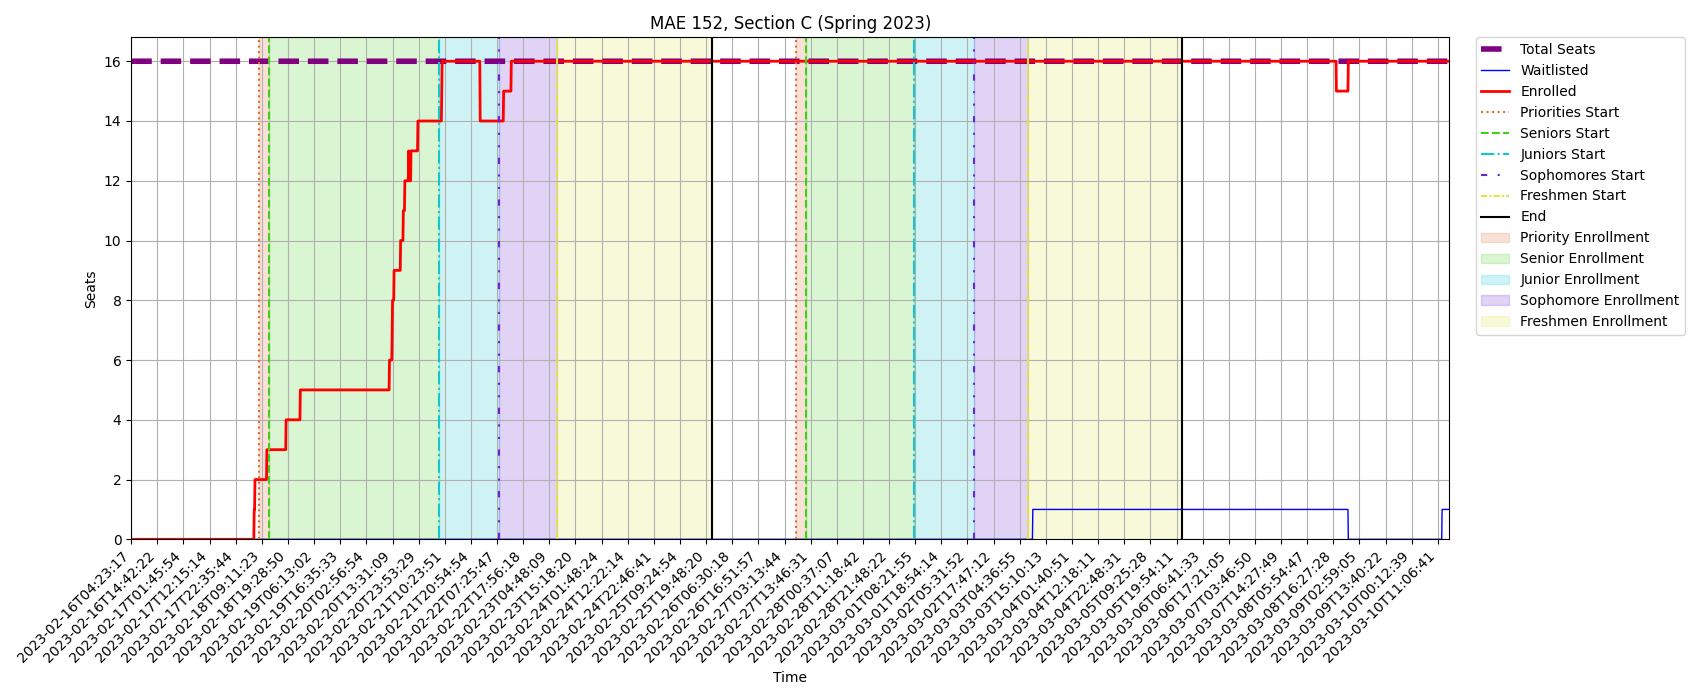 MAE 152, Section C (Spring 2023)
Seats
16
14
12
10
8
6
4
2
0
2023-02-16T04:23:17
2023-02-16T14:42:22
2023-02-17T01:45:54
2023-02-17T12:15:14
2023-02-17T22:35:44
2023-02-18T09:11:23
2023-02-18T19:28:50
2023-02-19T06:13:02
2023-02-19T16:35:33
2023-02-20T02:56:54
2023-02-20T13:31:09
2023-02-20T23:53:29
2023-02-21T10:23:51
2023-02-21T20:54:54
2023-02-22T07:25:47
2023-02-22T17:56:18
2023-02-23T04:48:09
2023-02-23T15:18:20
2023-02-24T01:48:24
2023-02-24T12:22:14
2023-02-24T22:46:41
2023-02-25T09:24:54
2023-02-25T19:48:20
2023-02-26T06:30:18
2023-02-26T16:51:57
2023-02-27T03:13:44
2023-02-27T13:46:31
2023-02-28T00:37:07
2023-02-28T11:18:42
2023-02-28T21:48:22
2023-03-01T08:21:55
2023-03-01T18:54:14
2023-03-02T05:31:52
2023-03-02T17:47:12
2023-03-03T04:36:55
2023-03-03T15:10:13
2023-03-04T01:40:51
2023-03-04T12:18:11
2023-03-04T22:48:31
2023-03-05T09:25:28
2023-03-05T19:54:11
2023-03-06T06:41:33
2023-03-06T17:21:05
2023-03-07T03:46:50
2023-03-07T14:27:49
2023-03-08T05:54:47
2023-03-08T16:27:28
2023-03-09T02:59:05
2023-03-09T13:40:22
2023-03-10T00:12:39
2023-03-10T11:06:41
Time
Total Seats
Waitlisted
Enrolled
Priorities Start
Seniors Start
Juniors Start
Sophomores Start
Freshmen Start
End
Priority Enrollment
Senior Enrollment
Junior Enrollment
Sophomore Enrollment
Freshmen Enrollment